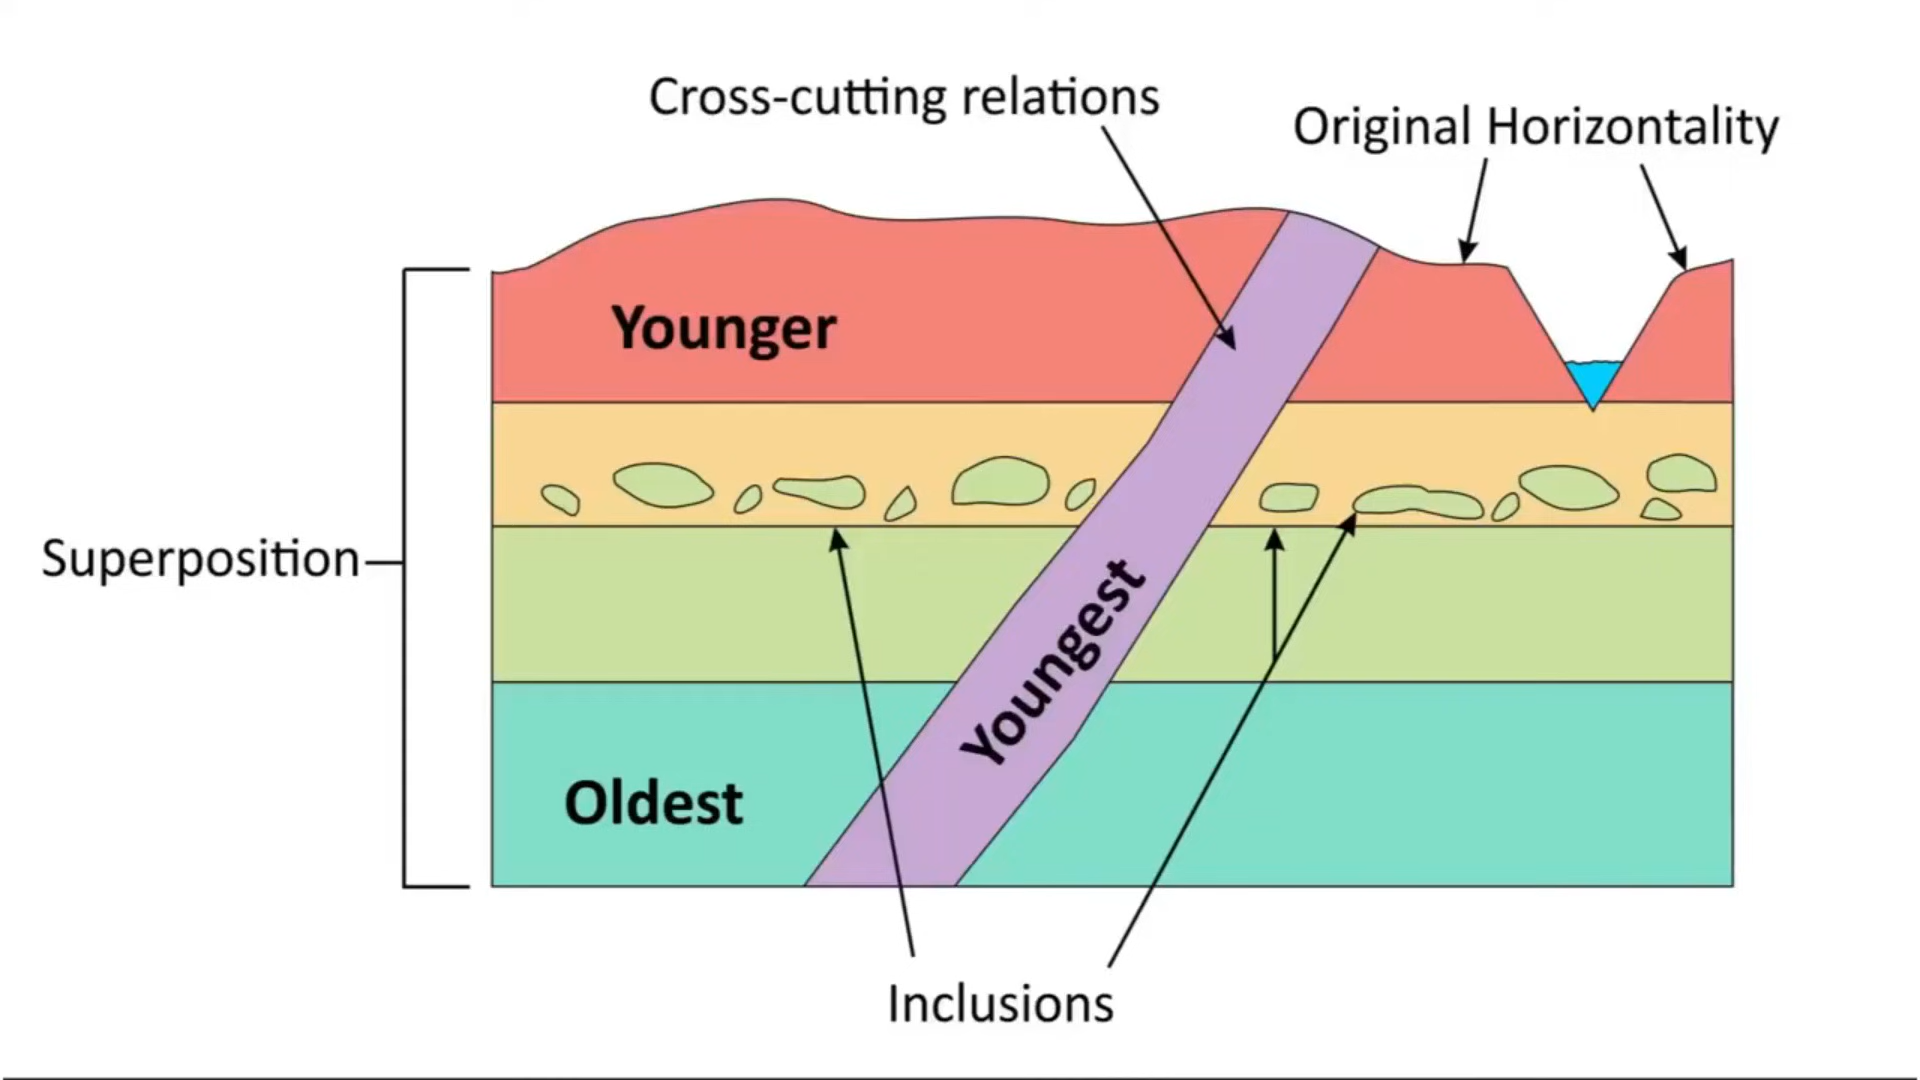 Cross-cutting relations
Original Horizontality
Younger
Superposition
Youngest
Oldest
Inclusions